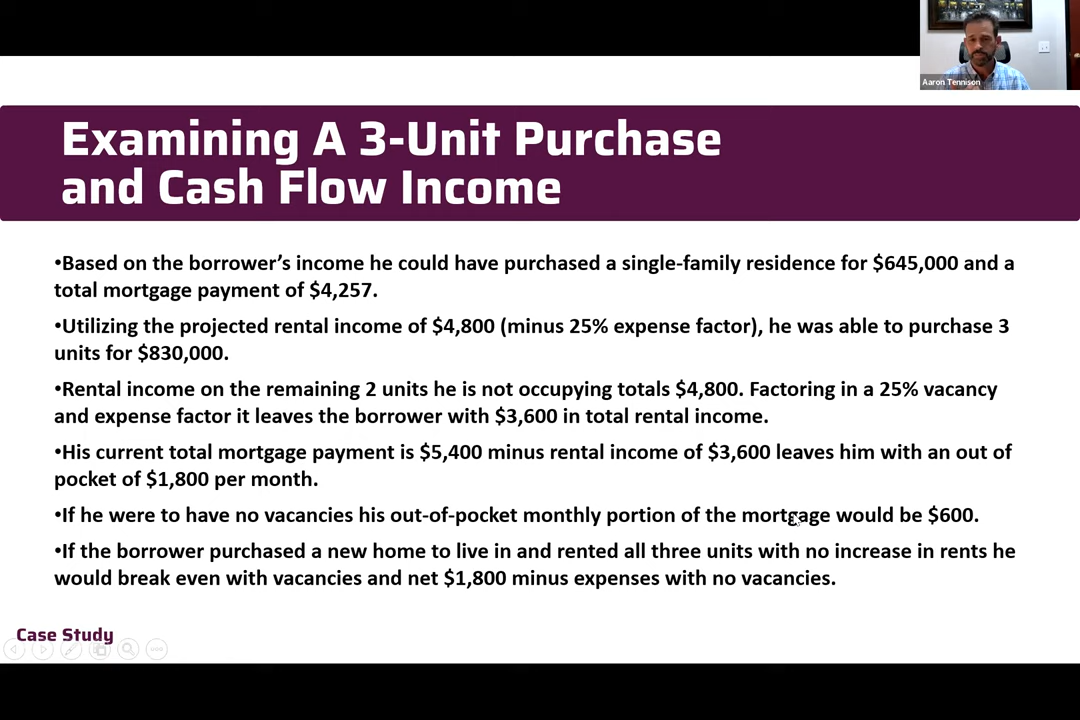 Aaron Tennison
Examining A 3-Unit Purchase
and Cash Flow Income
•Based on the borrower’s income he could have purchased a single-family residence for $645,000 and a
total mortgage payment of $4,257.
•Utilizing the projected rental income of $4,800 (minus 25% expense factor), he was able to purchase 3
units for $830,000.
•Rental income on the remaining 2 units he is not occupying totals $4,800. Factoring in a 25% vacancy
and expense factor it leaves the borrower with $3,600 in total rental income.
•His current total mortgage payment is $5,400 minus rental income of $3,600 leaves him with an out of
pocket of $1,800 per month.
•If he were to have no vacancies his out-of-pocket monthly portion of the mortgage would be $600.
•If the borrower purchased a new home to live in and rented all three units with no increase in rents he
would break even with vacancies and net $1,800 minus expenses with no vacancies.
Case Study